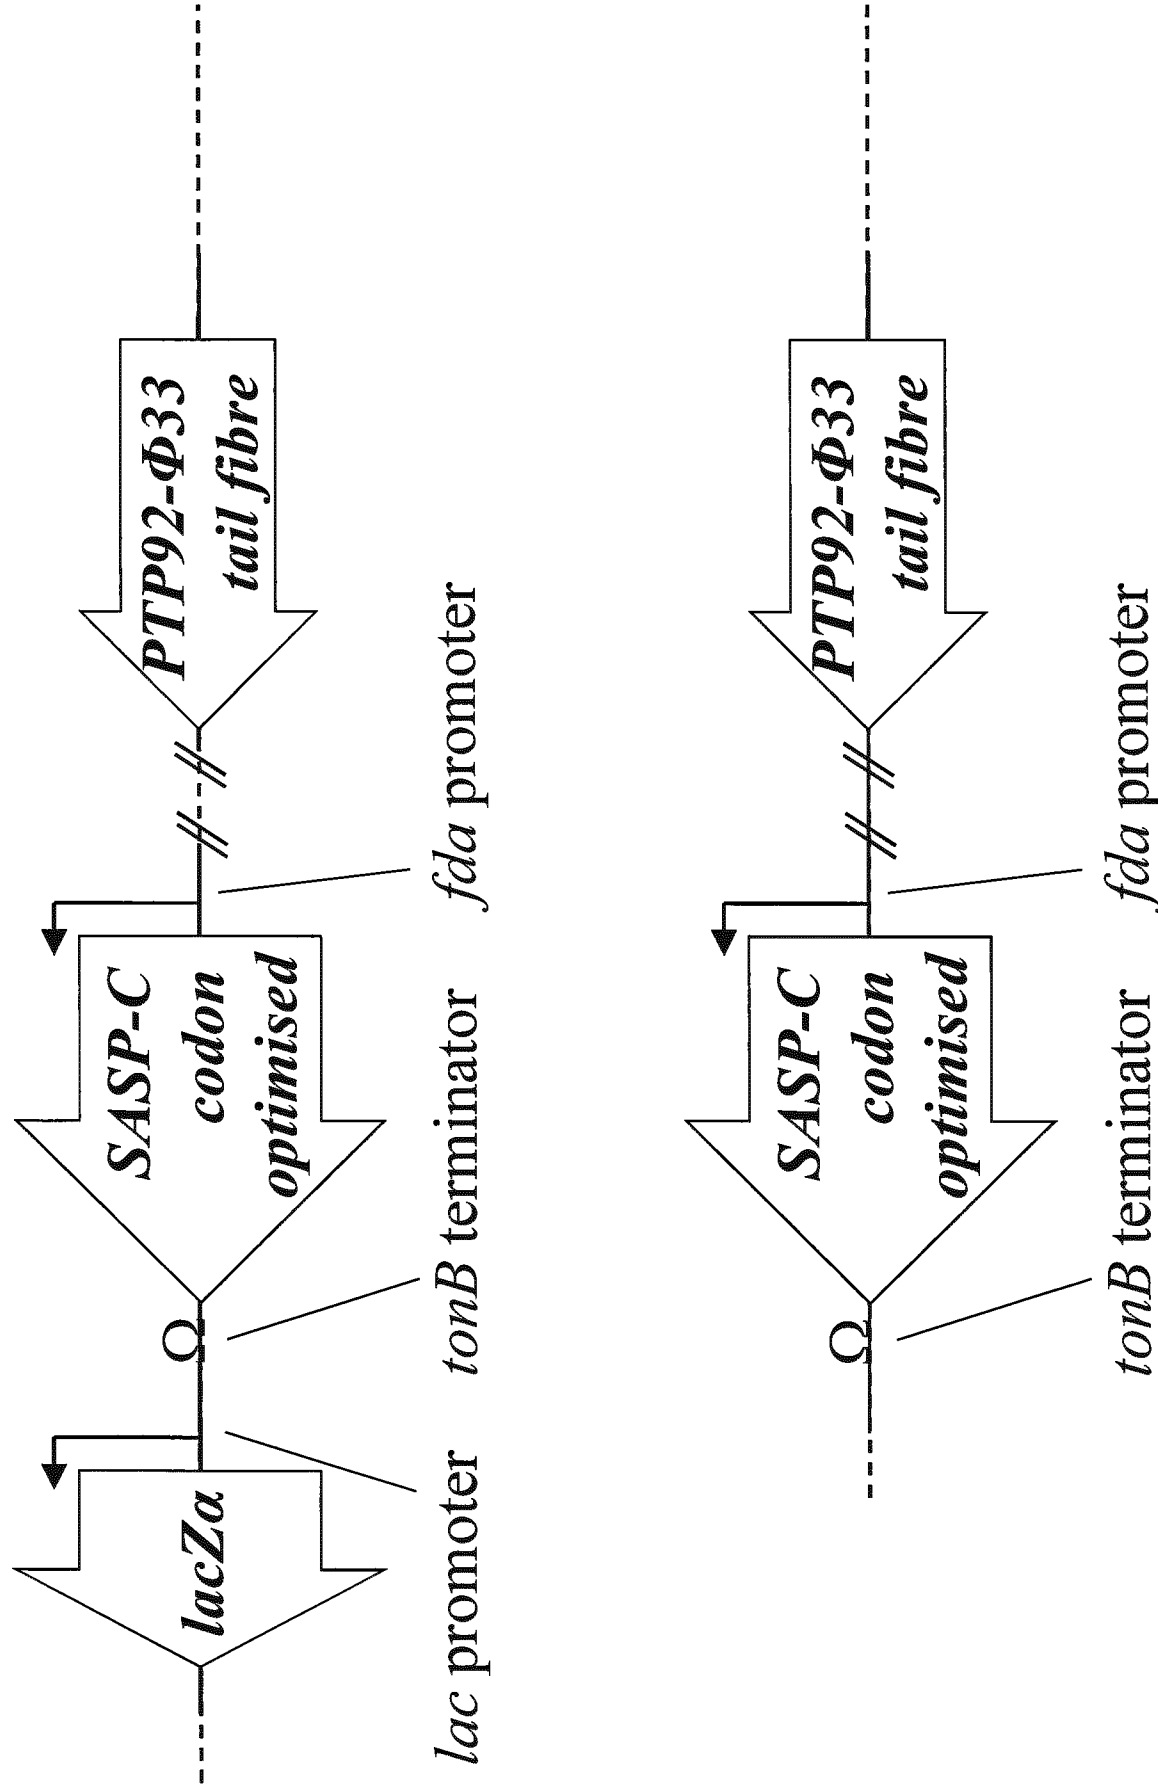 lacZα
SASP-C
codon
optimised
PTP92-Φ33
tail fibre
Ω
lac promoter
tonB terminator
fda promoter
SASP-C
codon
optimised
PTP92-Φ33
tail fibre
Ω
tonB terminator
fda promoter